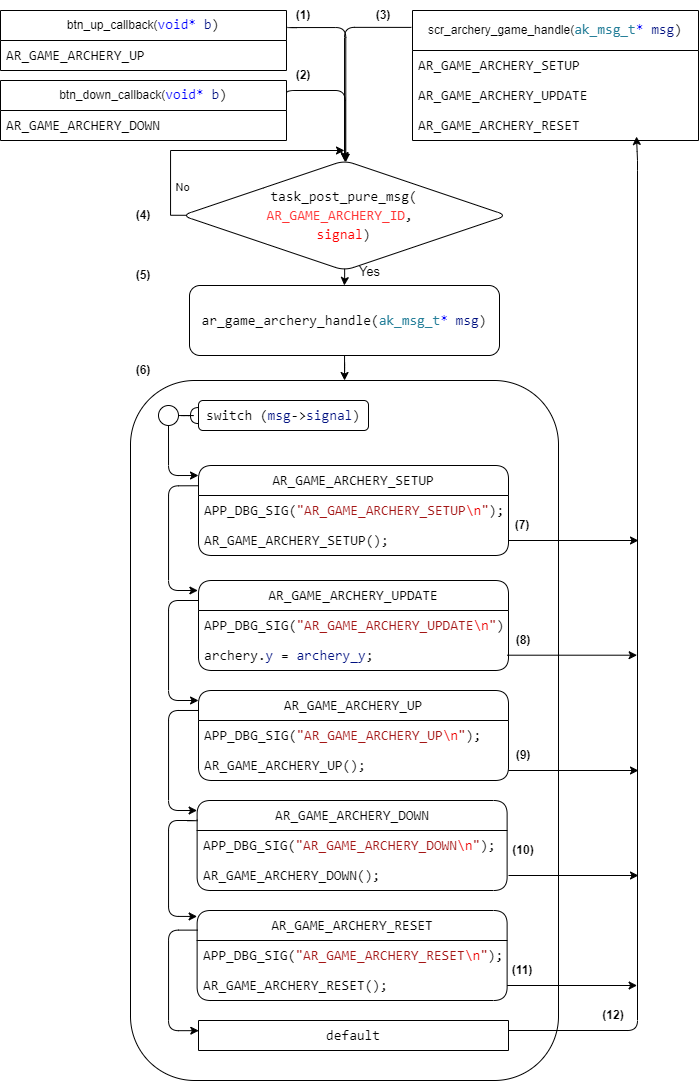 (1)
(3)
btn_up_callback(void* b)
AR_GAME_ARCHERY_UP
scr_archery_game_handle(ak_msg_t* msg)
AR_GAME_ARCHERY_SETUP
AR_GAME_ARCHERY_UPDATE
AR_GAME_ARCHERY_RESET
(2)
btn_down_callback(void* b)
AR_GAME_ARCHERY_DOWN
No
(4)
task_post_pure_msg(
AR_GAME_ARCHERY_ID,
signal)
Yes
(5)
ar_game_archery_handle(ak_msg_t* msg)
(6)
switch (msg->signal)
AR_GAME_ARCHERY_SETUP
APP_DBG_SIG("AR_GAME_ARCHERY_SETUP\n");
(7)
AR_GAME_ARCHERY_SETUP();
AR_GAME_ARCHERY_UPDATE
APP_DBG_SIG("AR_GAME_ARCHERY_UPDATE\n")
(8)
archery.y = archery_y;
AR_GAME_ARCHERY_UP
APP_DBG_SIG("AR_GAME_ARCHERY_UP\n");
(9)
AR_GAME_ARCHERY_UP();
AR_GAME_ARCHERY_DOWN
APP_DBG_SIG("AR_GAME_ARCHERY_DOWN\n");
(10)
AR_GAME_ARCHERY_DOWN();
AR_GAME_ARCHERY_RESET
APP_DBG_SIG("AR_GAME_ARCHERY_RESET\n");
(11)
AR_GAME_ARCHERY_RESET();
(12)
default